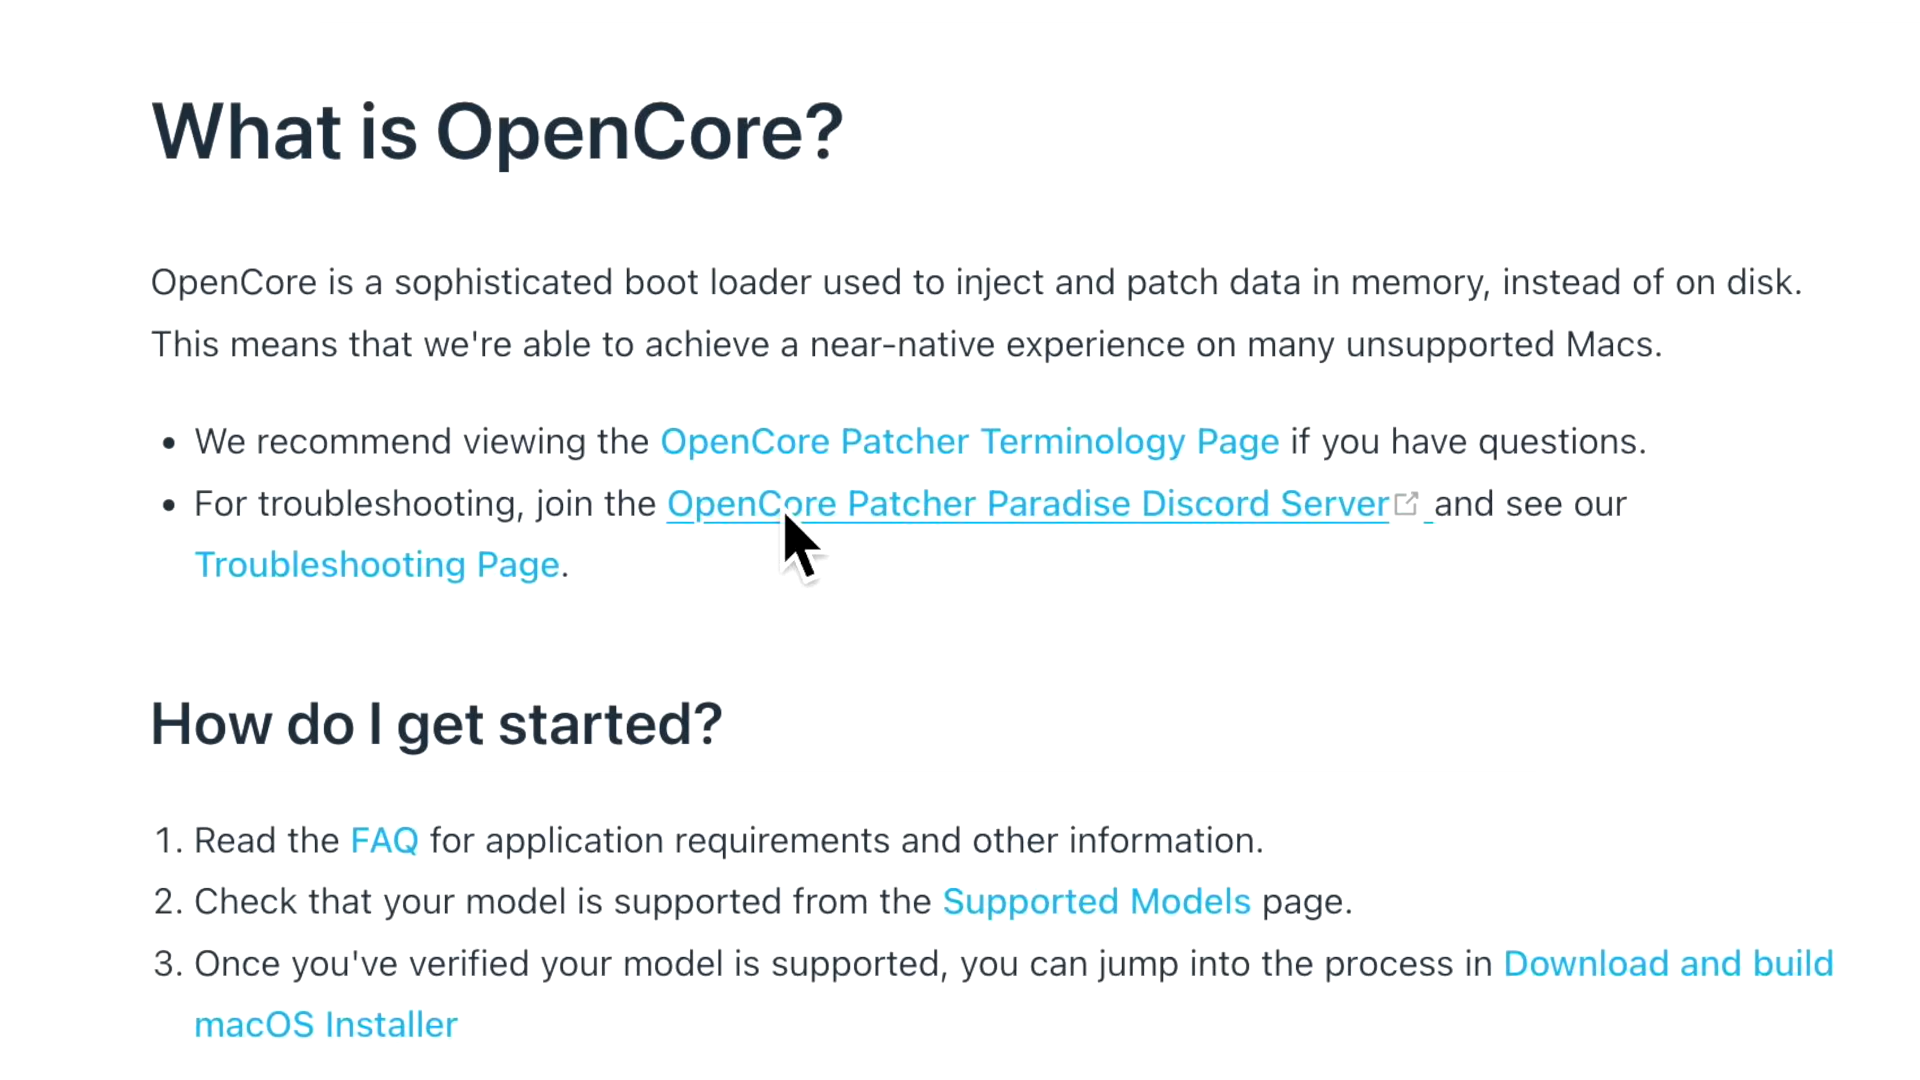 What is OpenCore?
OpenCore is a sophisticated boot loader used to inject and patch data in memory, instead of on disk.
This means that we're able to achieve a near-native experience on many unsupported Macs.
• We recommend viewing the OpenCore Patcher Terminology Page if you have questions.
• For troubleshooting, join the OpenCore Patcher Paradise Discord Server and see our
Troubleshooting Page.
How do I get started?
1. Read the FAQ for application requirements and other information.
2. Check that your model is supported from the Supported Models page.
3. Once you've verified your model is supported, you can jump into the process in Download and build
macOS Installer